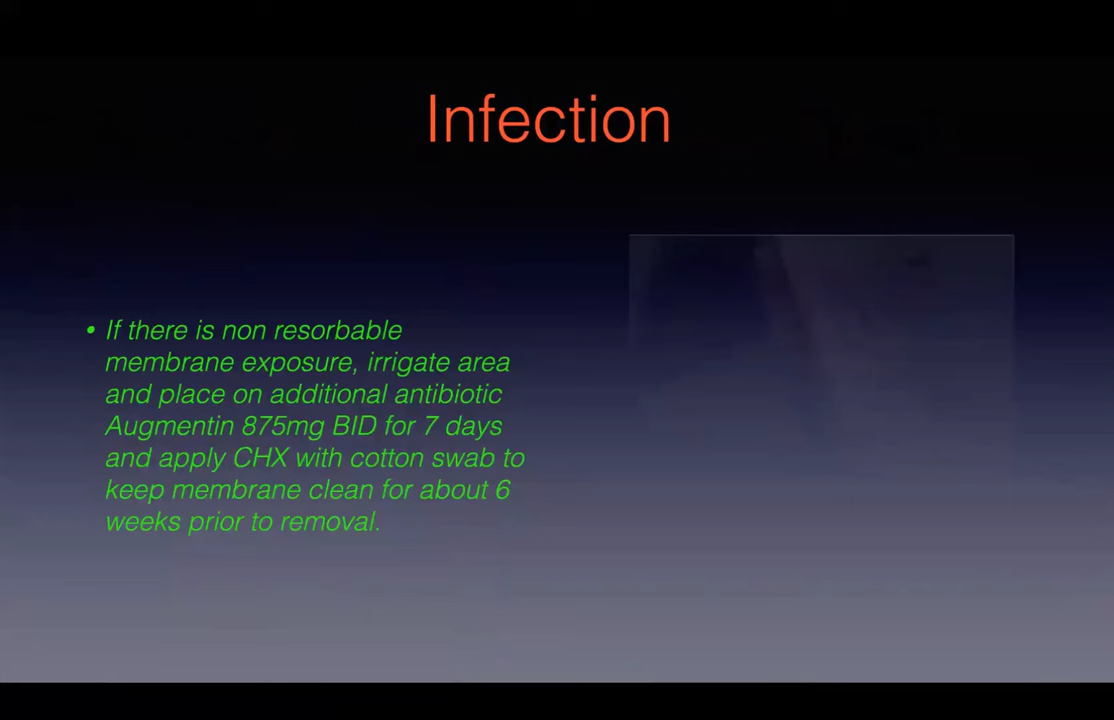 Infection
• If there is non resorbable
membrane exposure, irrigate area
and place on additional antibiotic
Augmentin 875mg BID for 7 days
and apply CHX with cotton swab to
keep membrane clean for about 6
weeks prior to removal.